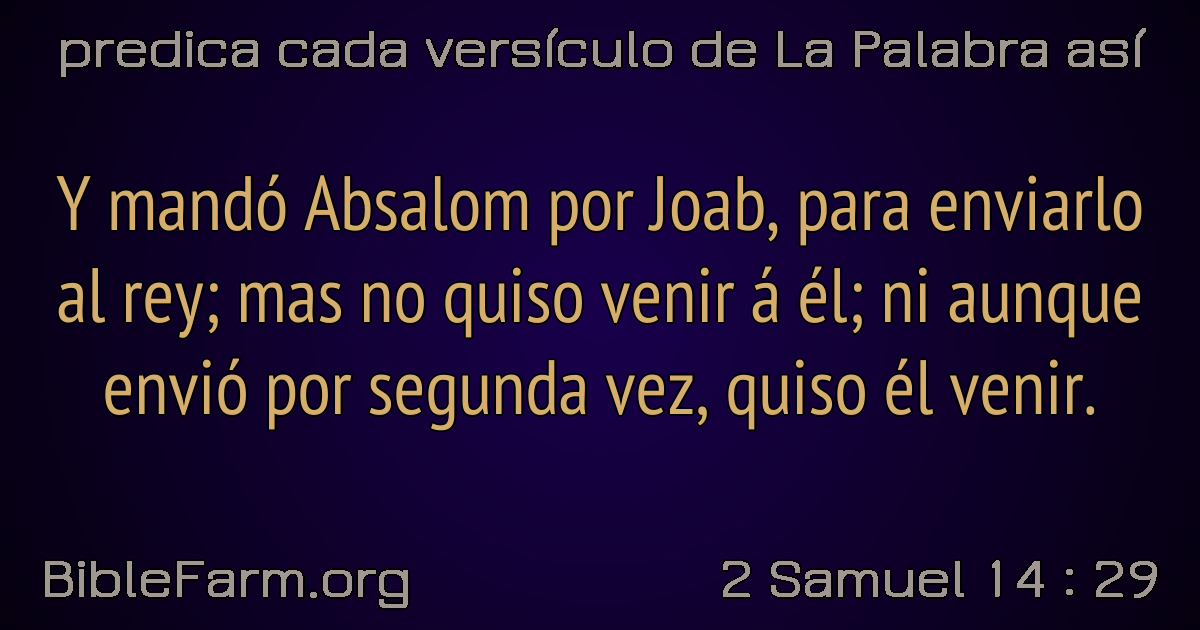 predica cada versículo de La Palabra así
Y mandó Absalom por Joab, para enviarlo
al rey; mas no quiso venir á él; ni aunque
envió por segunda vez, quiso él venir.
BibleFarm.org
2 Samuel 14 : 29